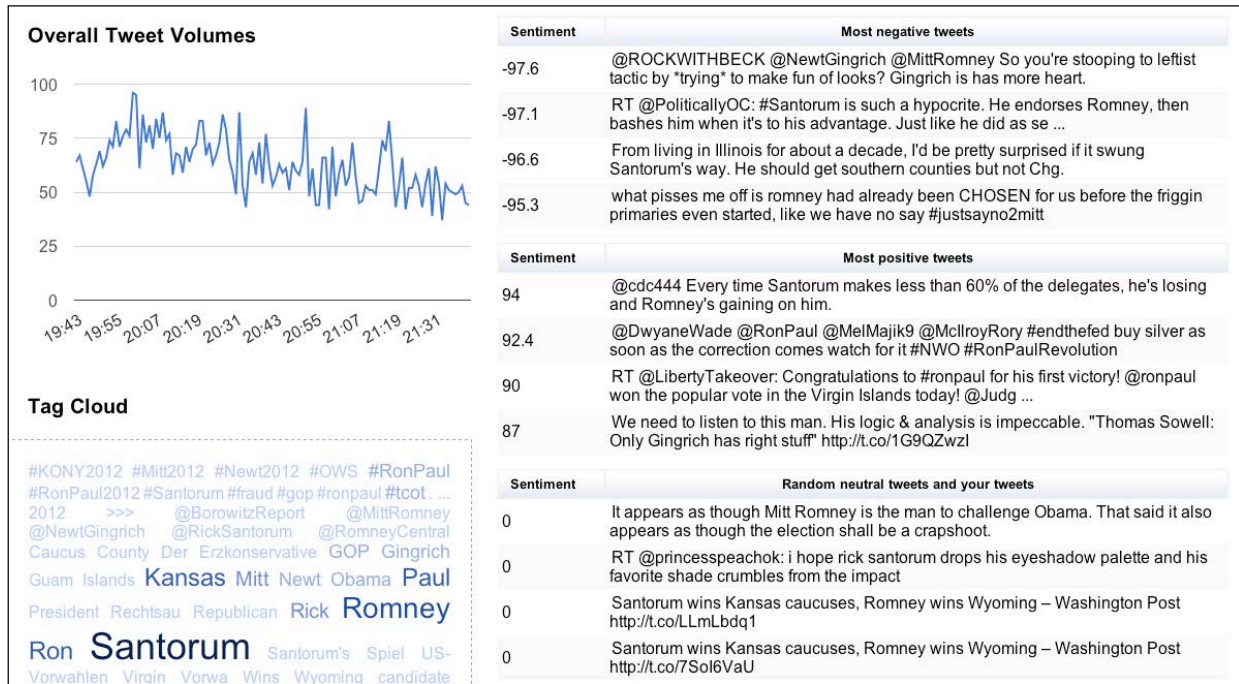 Overall Tweet Volumes
100
75
50
25
0
19:43
19:55
20:07
20:19
20:31
20:43
20:55
21:07
21:19
21:31
Tag Cloud
#KONY2012 #Mitt2012 #Newt2012 #OWS #RonPaul
#RonPaul2012 #Santorum #fraud #gop #ronpaul #tcot . ...
2012 >>> @BorowitzReport @MittRomney
@NewtGingrich @RickSantorum @RomneyCentral
Caucus County Der Erzkonservative GOP Gingrich
Guam Islands Kansas Mitt Newt Obama Paul
President Rechtsau Republican Rick Romney
Ron Santorum Santorum's Spiel US-
Vorwahlen Virgin Vorwa Wins Wyoming candidate
Sentiment Most negative tweets
-97.6 @ROCKWITHBECK @NewtGingrich @MittRomney So you're stooping to leftist
tactic by *trying* to make fun of looks? Gingrich is has more heart.
-97.1 RT @PoliticallyOC: #Santorum is such a hypocrite. He endorses Romney, then
bashes him when it's to his advantage. Just like he did as se ...
-96.6 From living in Illinois for about a decade, I'd be pretty surprised if it swung
Santorum's way. He should get southern counties but not Chg.
-95.3 what pisses me off is romney had already been CHOSEN for us before the friggin
primaries even started, like we have no say #justsayno2mitt
Sentiment Most positive tweets
94 @cdc444 Every time Santorum makes less than 60% of the delegates, he's losing
and Romney's gaining on him.
92.4 @DwyaneWade @RonPaul @MelMajik9 @McIlroyRory #endthefed buy silver as
soon as the correction comes watch for it #NWO #RonPaulRevolution
90 RT @LibertyTakeover: Congratulations to #ronpaul for his first victory! @ronpaul
won the popular vote in the Virgin Islands today! @Judg ...
87 We need to listen to this man. His logic & analysis is impeccable. "Thomas Sowell:
Only Gingrich has right stuff" http://t.co/1G9QZwzI
Sentiment Random neutral tweets and your tweets
0 It appears as though Mitt Romney is the man to challenge Obama. That said it also
appears as though the election shall be a crapshoot.
0 RT @princesspeachok: i hope rick santorum drops his eyeshadow palette and his
favorite shade crumbles from the impact
0 Santorum wins Kansas caucuses, Romney wins Wyoming – Washington Post
http://t.co/LLmLbdq1
0 Santorum wins Kansas caucuses, Romney wins Wyoming – Washington Post
http://t.co/7SoI6VaU